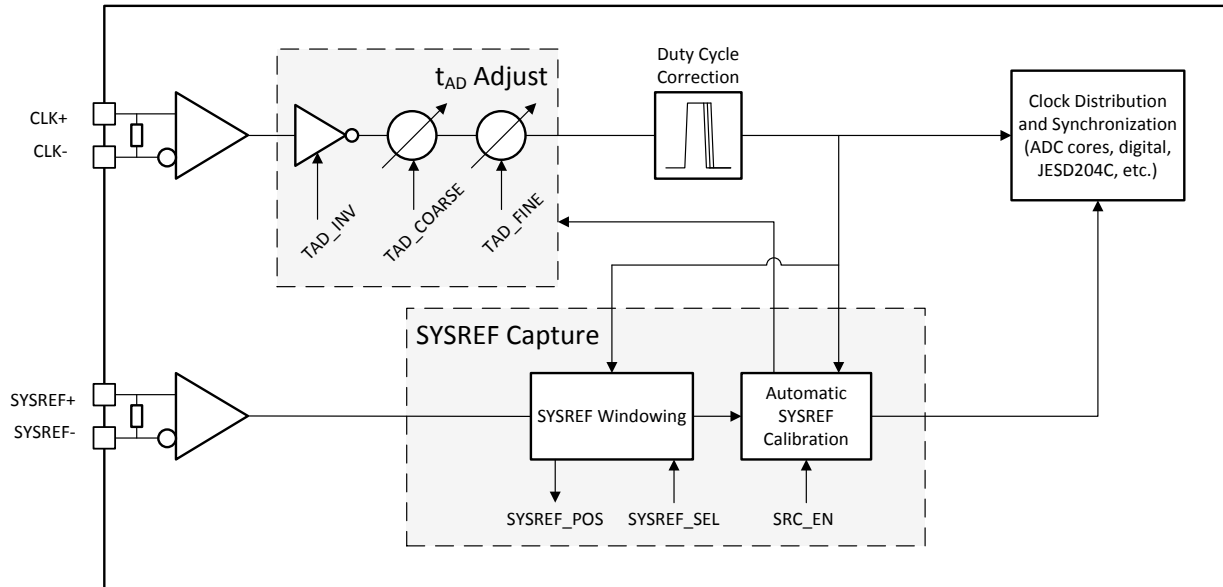 t_AD Adjust
Duty Cycle
Correction
CLK+
CLK-
TAD_INV
TAD_COARSE
TAD_FINE
Clock Distribution
and Synchronization
(ADC cores, digital,
JESD204C, etc.)
SYSREF Capture
SYSREF+
SYSREF-
SYSREF Windowing
Automatic
SYSREF
Calibration
SYSREF_POS
SYSREF_SEL
SRC_EN